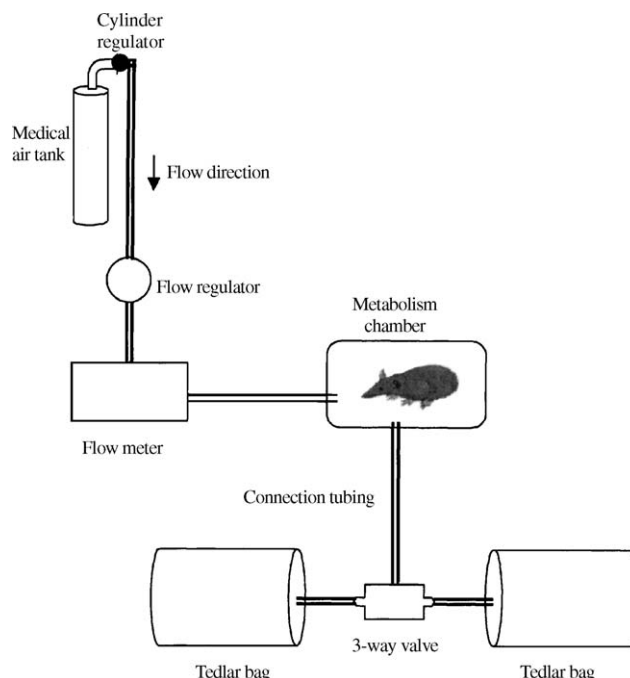 Cylinder
regulator
Medical
air tank
Flow direction
Flow regulator
Metabolism
chamber
Flow meter
Connection tubing
3-way valve
Tedlar bag
Tedlar bag